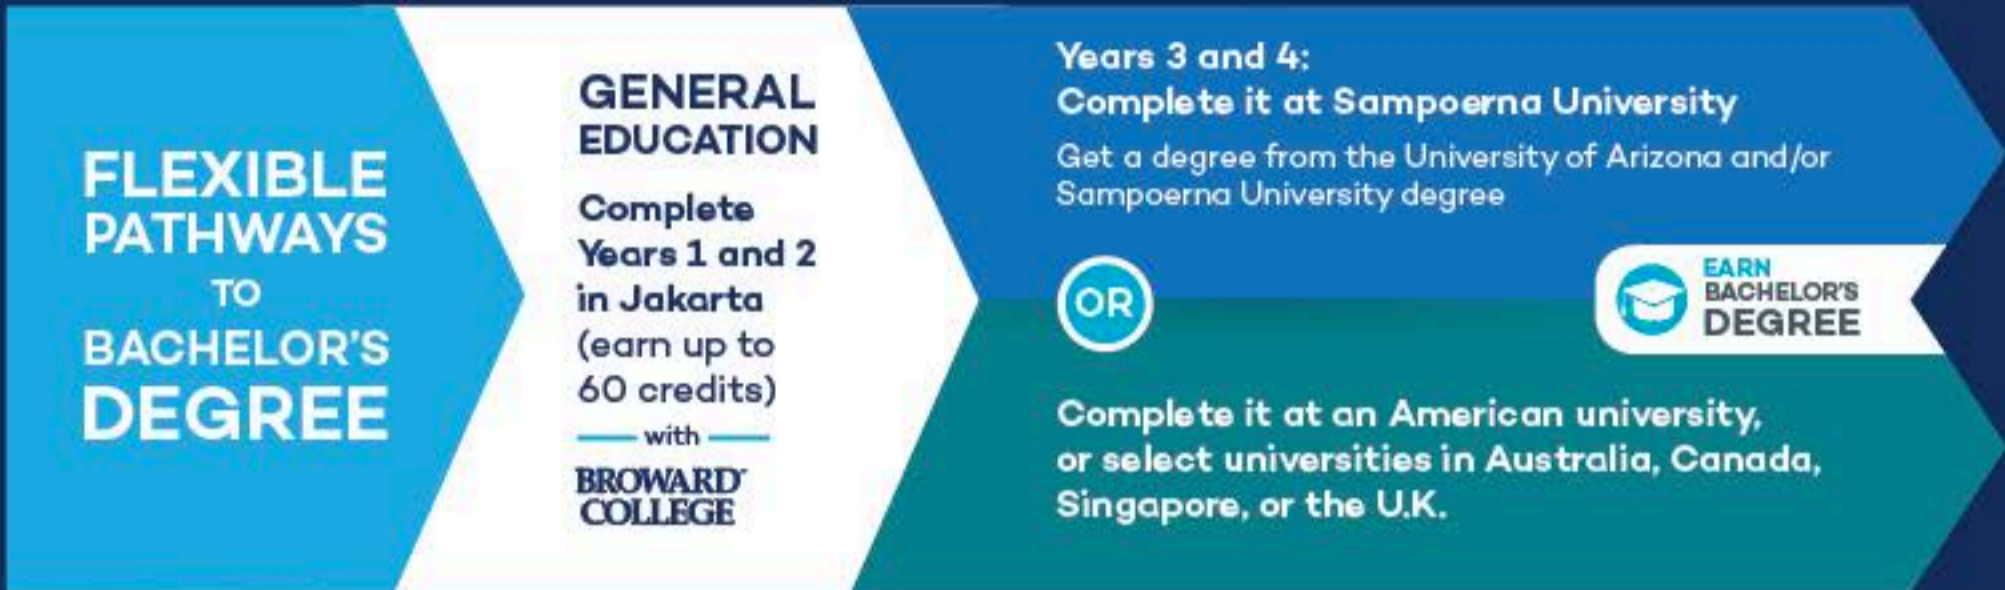 FLEXIBLE
PATHWAYS
TO
BACHELOR'S
DEGREE
GENERAL
EDUCATION
Complete
Years 1 and 2
in Jakarta
(earn up to
60 credits)
with
BROWARD
COLLEGE
Years 3 and 4:
Complete it at Sampoerna University
Get a degree from the University of Arizona and/or
Sampoerna University degree
OR
EARN
BACHELOR'S
DEGREE
Complete it at an American university,
or select universities in Australia, Canada,
Singapore, or the U.K.